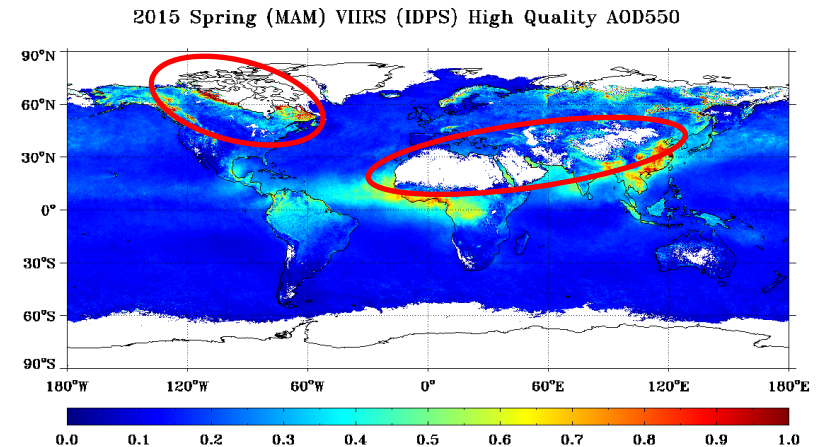 2015 Spring (MAM) VIIRS (IDPS) High Quality AOD550
90°N
60°N
30°N
0°
30°S
60°S
90°S
180°W 120°W 60°W 0° 60°E 120°E 180°E
0.0 0.1 0.2 0.3 0.4 0.5 0.6 0.7 0.8 0.9 1.0